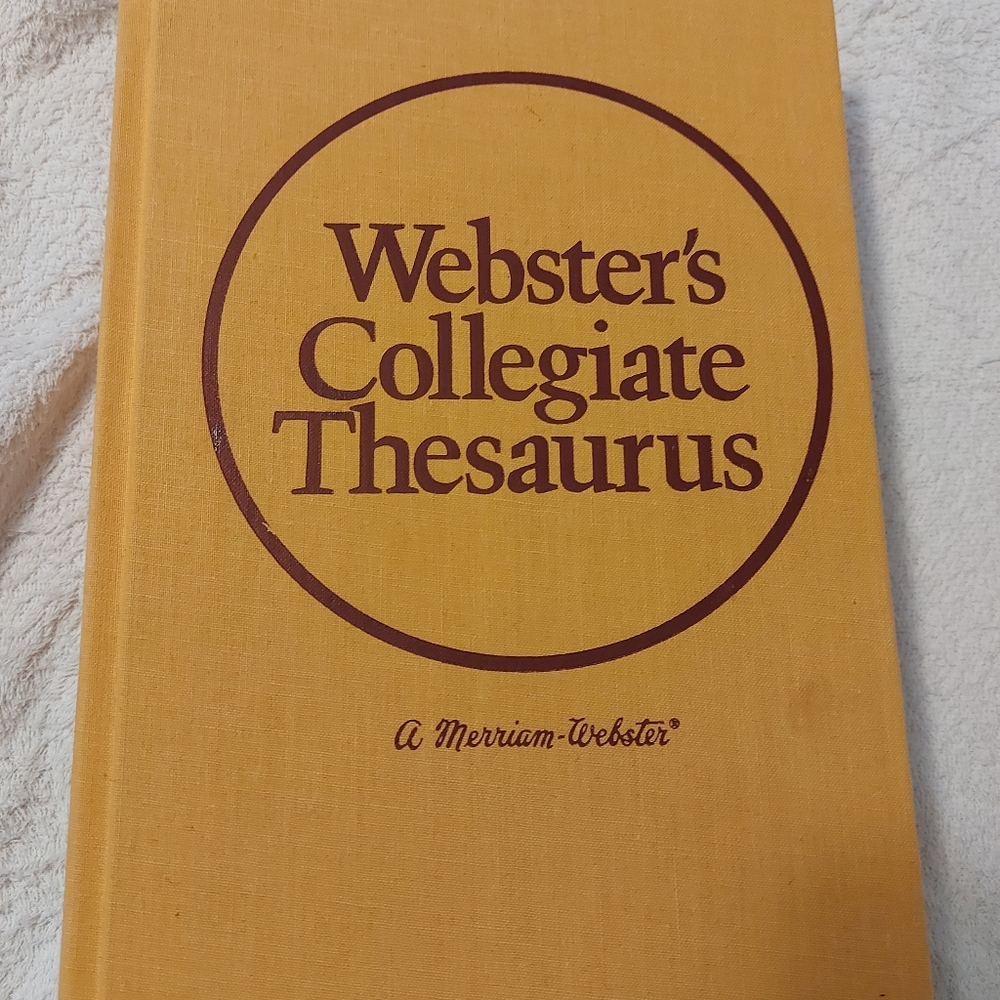 Webster's
Collegiate
Thesaurus
A Merriam-Webster®